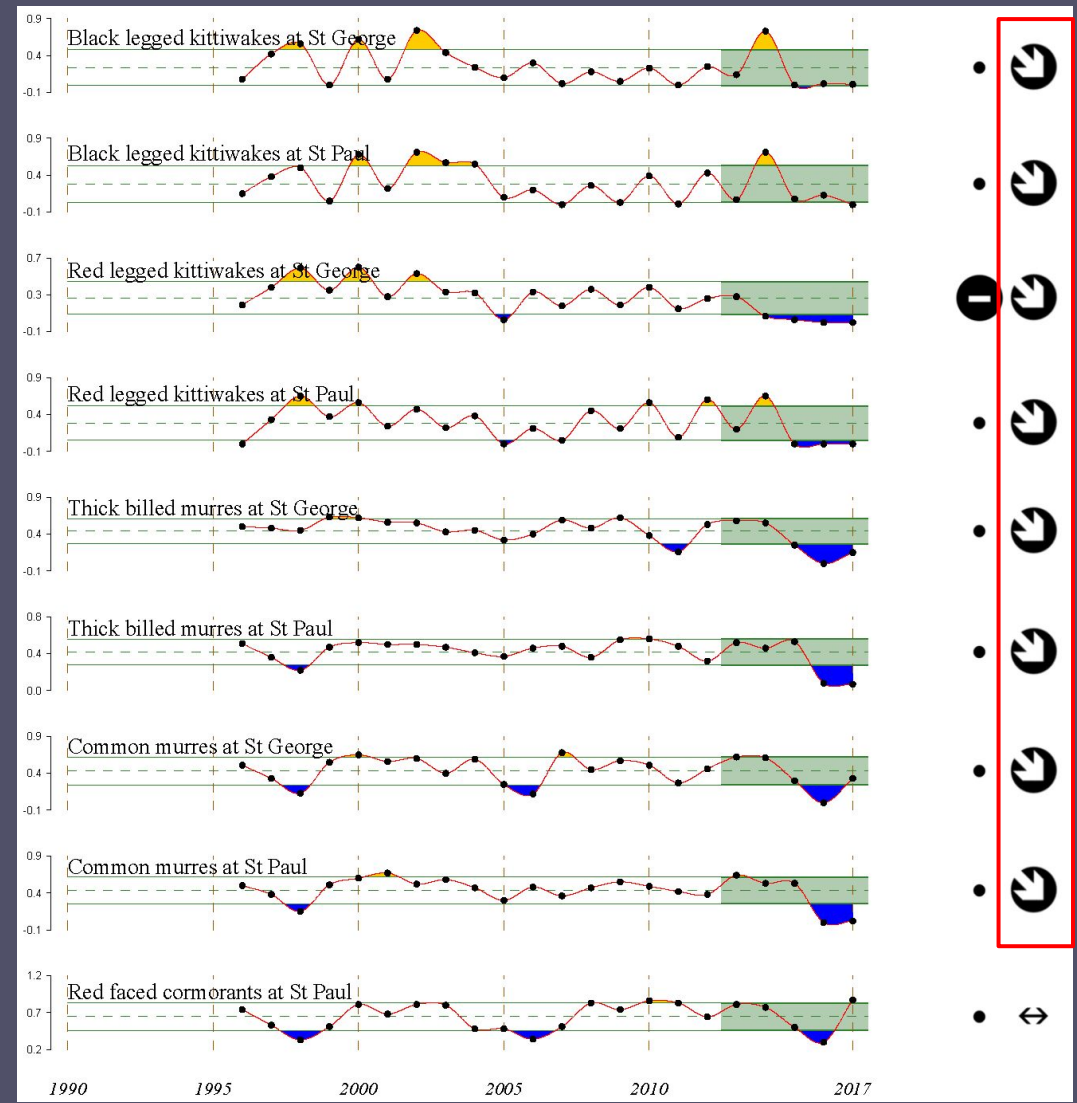 Black legged kittiwakes at St George
0.9
0.4
-0.1
Black legged kittiwakes at St Paul
0.9
0.4
-0.1
Red legged kittiwakes at St George
0.7
0.3
-0.1
Red legged kittiwakes at St Paul
0.9
0.4
-0.1
Thick billed murres at St George
0.9
0.4
-0.1
Thick billed murres at St Paul
0.8
0.4
0.0
Common murres at St George
0.9
0.4
-0.1
Common murres at St Paul
0.9
0.4
-0.1
Red faced cormorants at St Paul
1.2
0.7
0.2
1990 1995 2000 2005 2010 2017